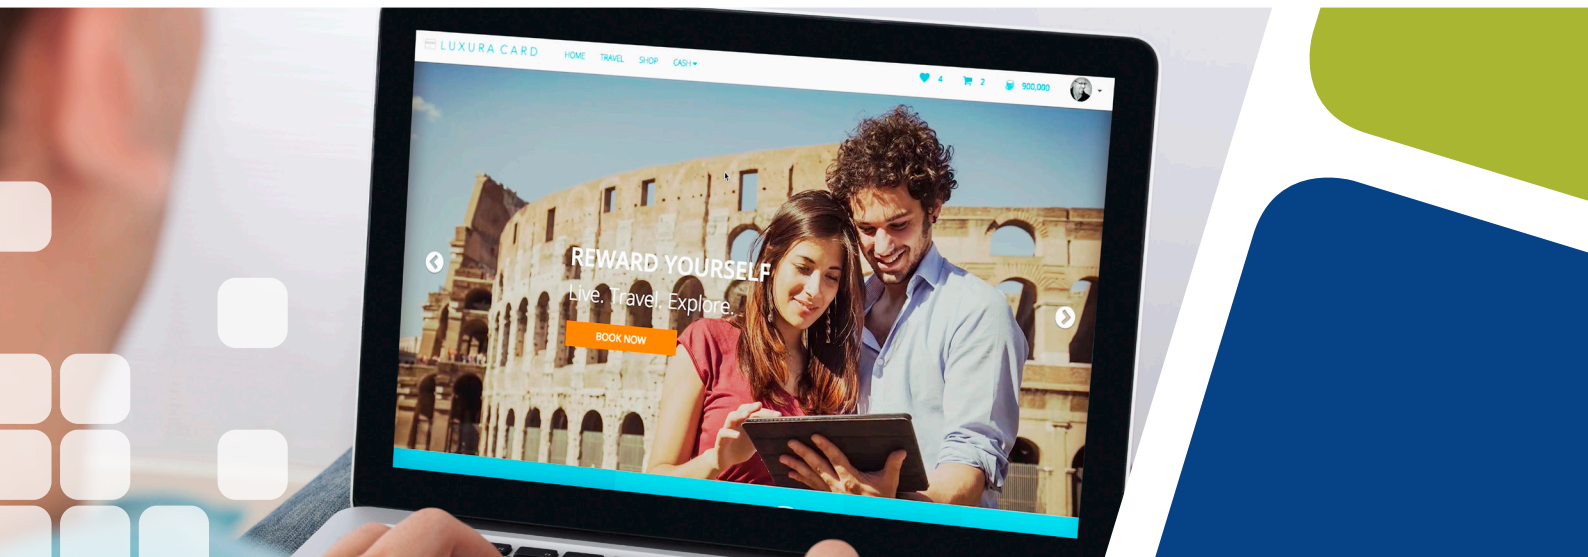 LUXURA CARD
HOME TRAVEL SHOP CASH
4 2 900,000
REWARD YOURSELF
Live. Travel. Explore.
BOOK NOW